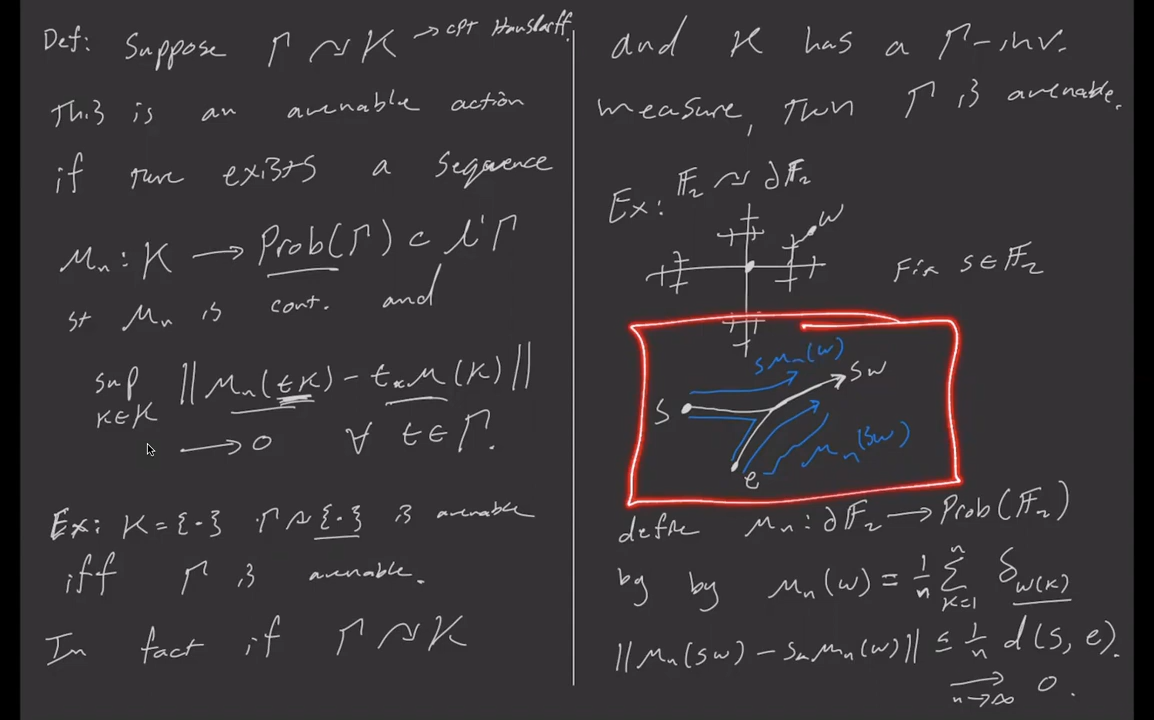 Def: Suppose Γ ↷ K → cpt Hausdorff.
This is an amenable action
if there exists a sequence
μₙ : K → Prob(Γ) ⊂ ℓ¹Γ
st μₙ is cont. and
sup ‖μₙ(tK) − t⁎μ(K)‖
K∈K
→ 0 ∀ t ∈ Γ.
Ex: K = {·} Γ ↷ {·} is amenable
iff Γ is amenable.
In fact if Γ ↷ K
and K has a Γ-inv.
measure, then Γ is amenable.
Ex: 𝔽₂ ↷ ∂𝔽₂
w
Fix s ∈ 𝔽₂
sμₙ(w)
sw
s
μₙ(sw)
e
define μₙ : ∂𝔽₂ → Prob(𝔽₂)
by by μₙ(w) = 1/n Σ_{K=1}^{n} δ_{w(K)}
‖μₙ(sw) − s⁎μₙ(w)‖ ≤ 1/n d(s, e).
→ 0.
n→∞